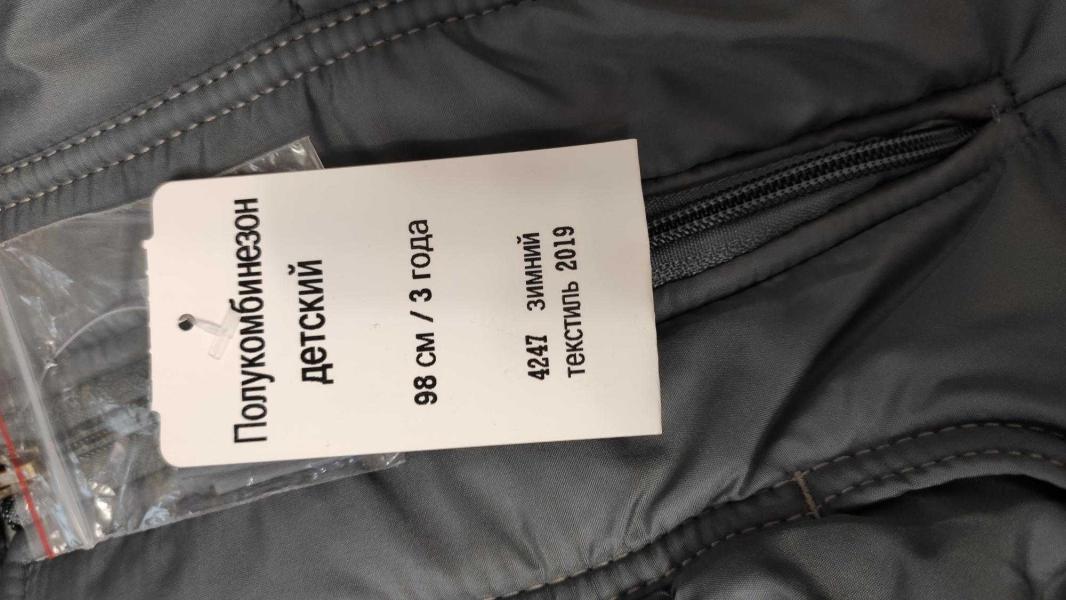 Полукомбинезон
детский
98 см / 3 года
4247 зимний
текстиль 2019